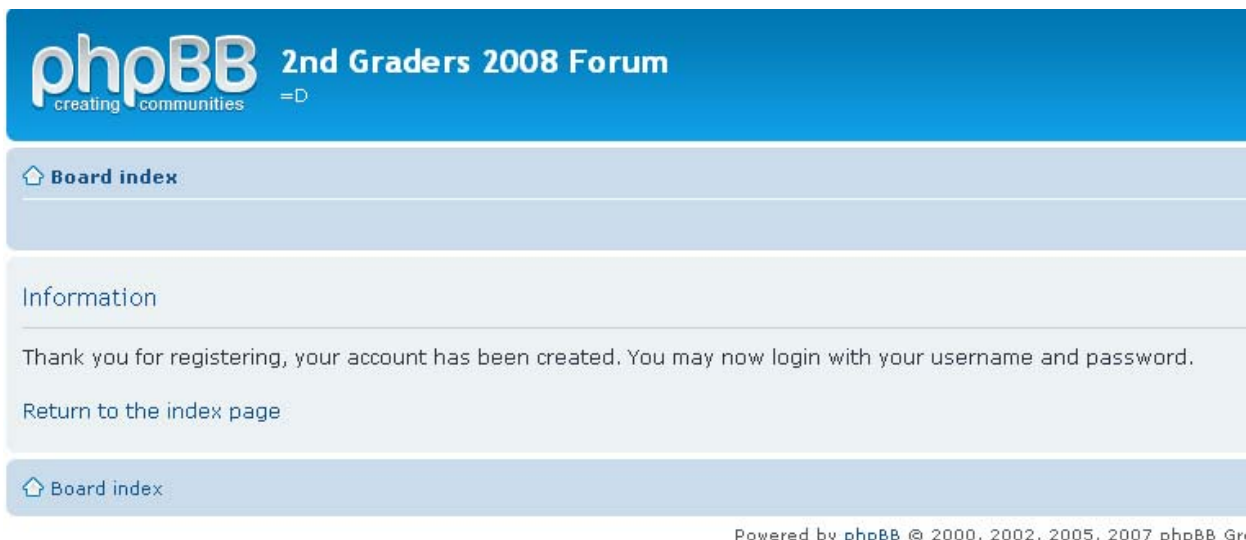 phpBB
creating communities
2nd Graders 2008 Forum
=D
Board index
Information
Thank you for registering, your account has been created. You may now login with your username and password.
Return to the index page
Board index
Powered by phpBB © 2000, 2002, 2005, 2007 phpBB